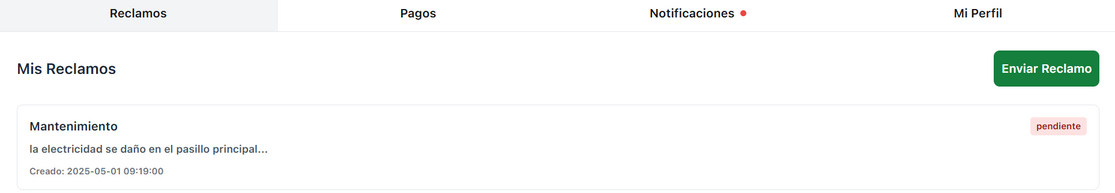 Reclamos
Pagos
Notificaciones
Mi Perfil
Mis Reclamos
Enviar Reclamo
Mantenimiento
pendiente
la electricidad se daño en el pasillo principal...
Creado: 2025-05-01 09:19:00